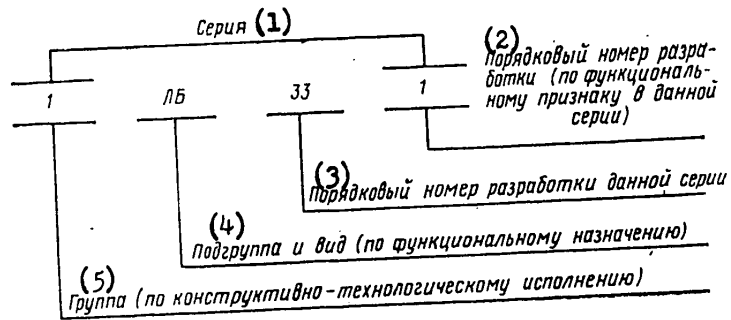 Серия (1)
(2)
Порядковый номер разра-
ботки (по функциональ-
ному признаку в данной
серии)
1 ЛБ 33 1
(3)
Порядковый номер разработки данной серии
(4)
Подгруппа и вид (по функциональному назначению)
(5)
Группа (по конструктивно-технологическому исполнению)